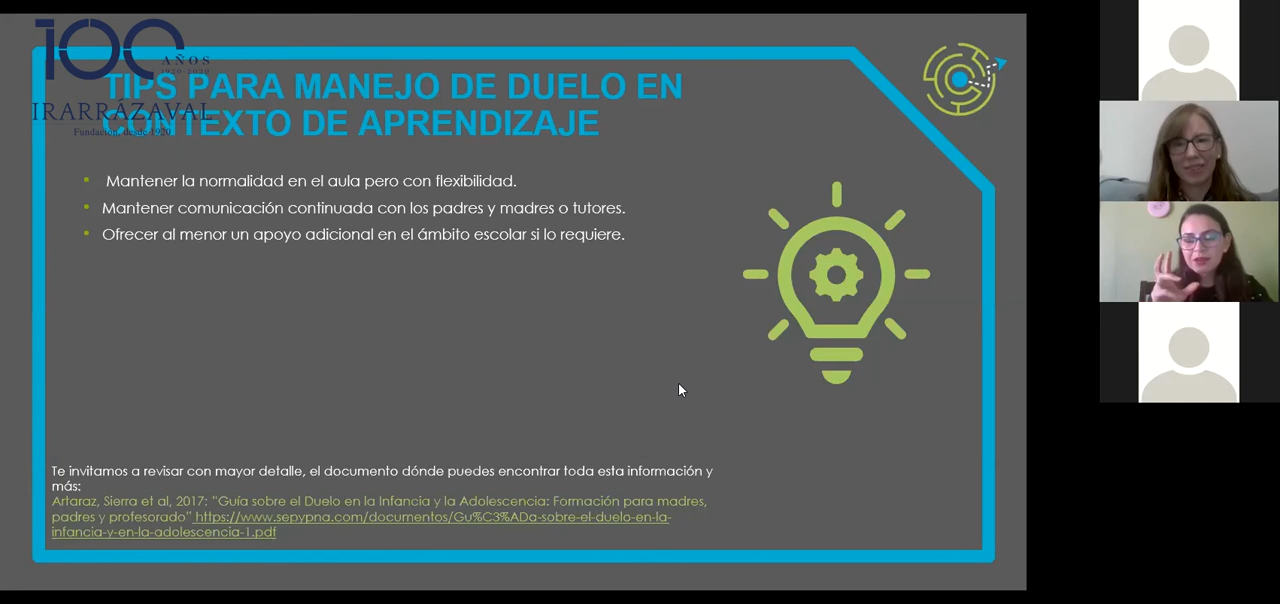 100
AÑOS
1920-2020
IRARRÁZAVAL
Fundación, desde 1920
TIPS PARA MANEJO DE DUELO EN
CONTEXTO DE APRENDIZAJE
▪ Mantener la normalidad en el aula pero con flexibilidad.
▪ Mantener comunicación continuada con los padres y madres o tutores.
▪ Ofrecer al menor un apoyo adicional en el ámbito escolar si lo requiere.
Te invitamos a revisar con mayor detalle, el documento dónde puedes encontrar toda esta información y
más:
Artaraz, Sierra et al, 2017: "Guía sobre el Duelo en la Infancia y la Adolescencia: Formación para madres,
padres y profesorado" https://www.sepypna.com/documentos/Gu%C3%ADa-sobre-el-duelo-en-la-
infancia-y-en-la-adolescencia-1.pdf